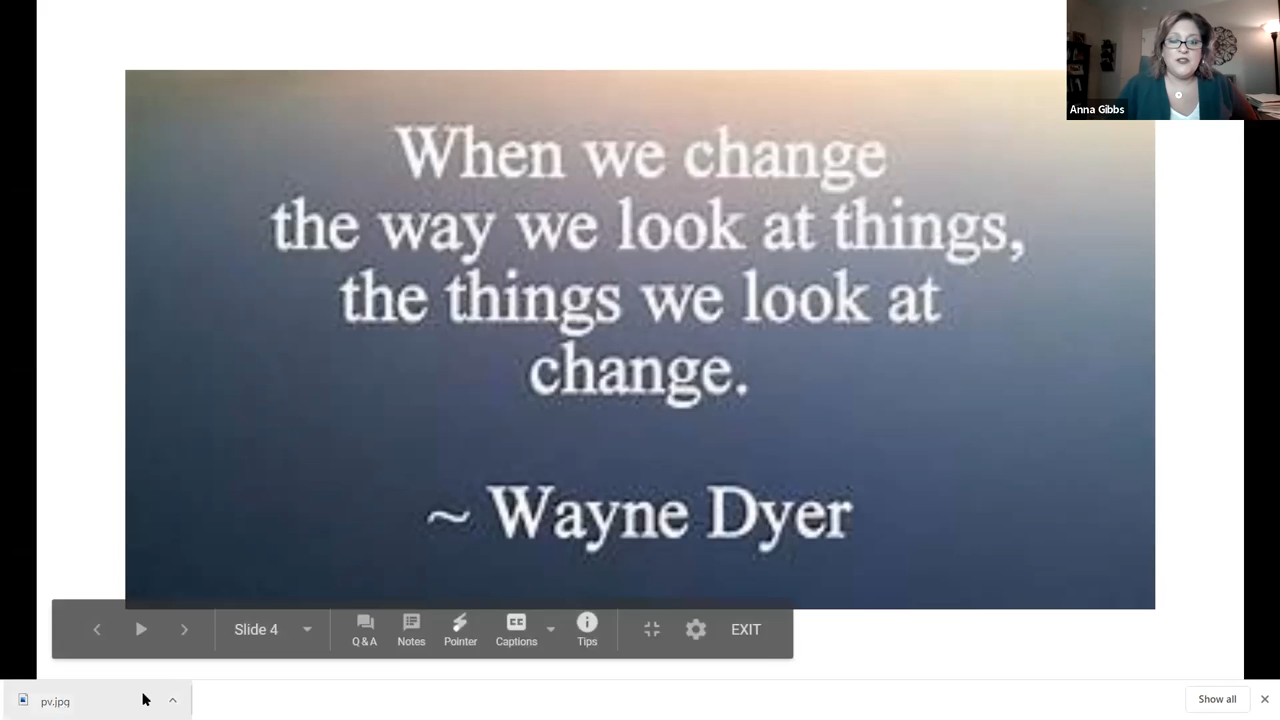 When we change
the way we look at things,
the things we look at
change.
~ Wayne Dyer
Anna Gibbs
Slide 4
Q & A
Notes
Pointer
CC
Captions
Tips
EXIT
pv.jpg
Show all